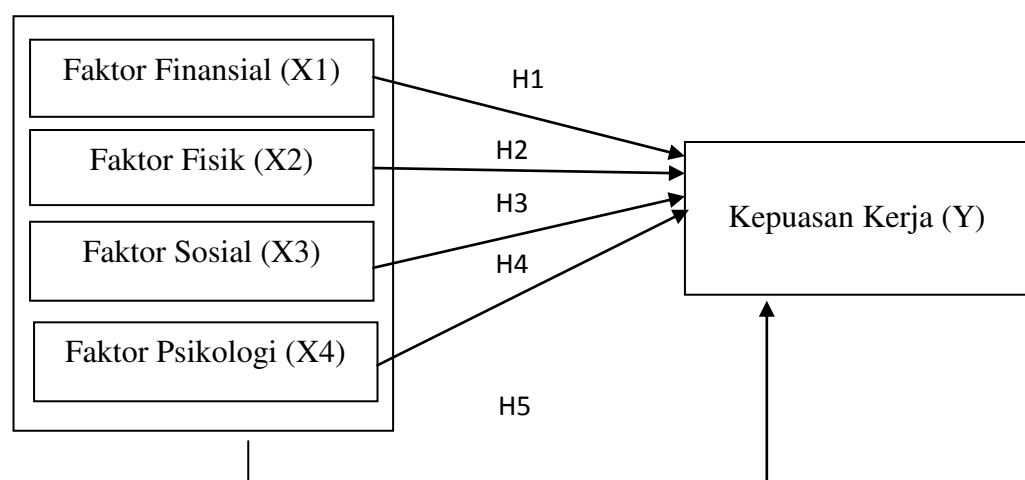 Faktor Finansial (X1)
H1
Faktor Fisik (X2)
H2
Kepuasan Kerja (Y)
H3
Faktor Sosial (X3)
H4
Faktor Psikologi (X4)
H5